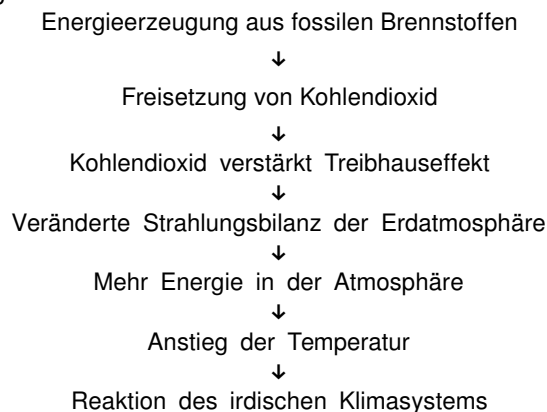 Energieerzeugung aus fossilen Brennstoffen
↓
Freisetzung von Kohlendioxid
↓
Kohlendioxid verstärkt Treibhauseffekt
↓
Veränderte Strahlungsbilanz der Erdatmosphäre
↓
Mehr Energie in der Atmosphäre
↓
Anstieg der Temperatur
↓
Reaktion des irdischen Klimasystems